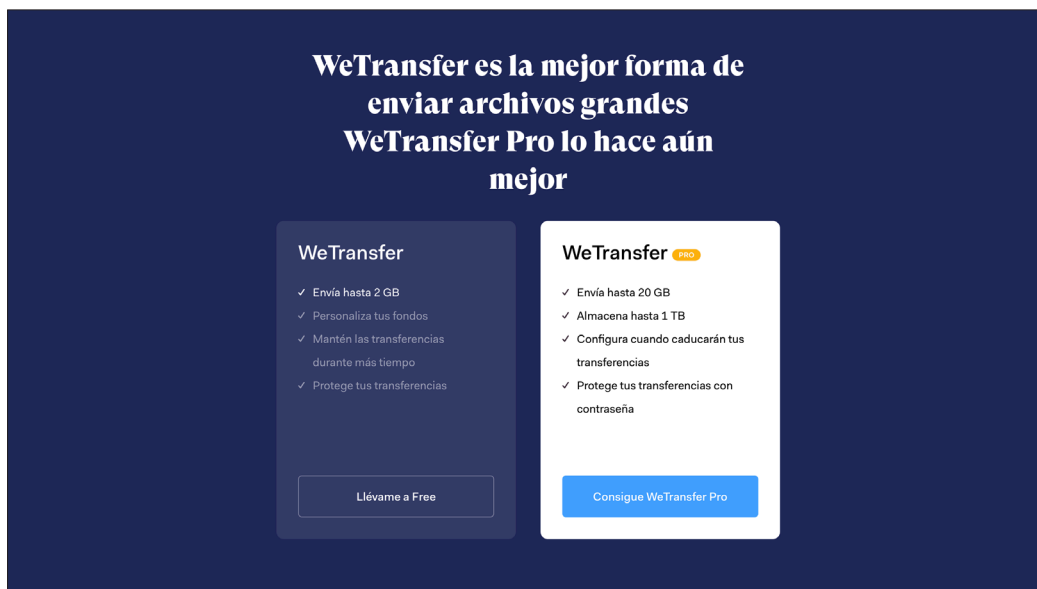 WeTransfer es la mejor forma de
enviar archivos grandes
WeTransfer Pro lo hace aún
mejor
WeTransfer
✓ Envía hasta 2 GB
✓ Personaliza tus fondos
✓ Mantén las transferencias
durante más tiempo
✓ Protege tus transferencias
Llévame a Free
WeTransfer PRO
✓ Envía hasta 20 GB
✓ Almacena hasta 1 TB
✓ Configura cuando caducarán tus
transferencias
✓ Protege tus transferencias con
contraseña
Consigue WeTransfer Pro